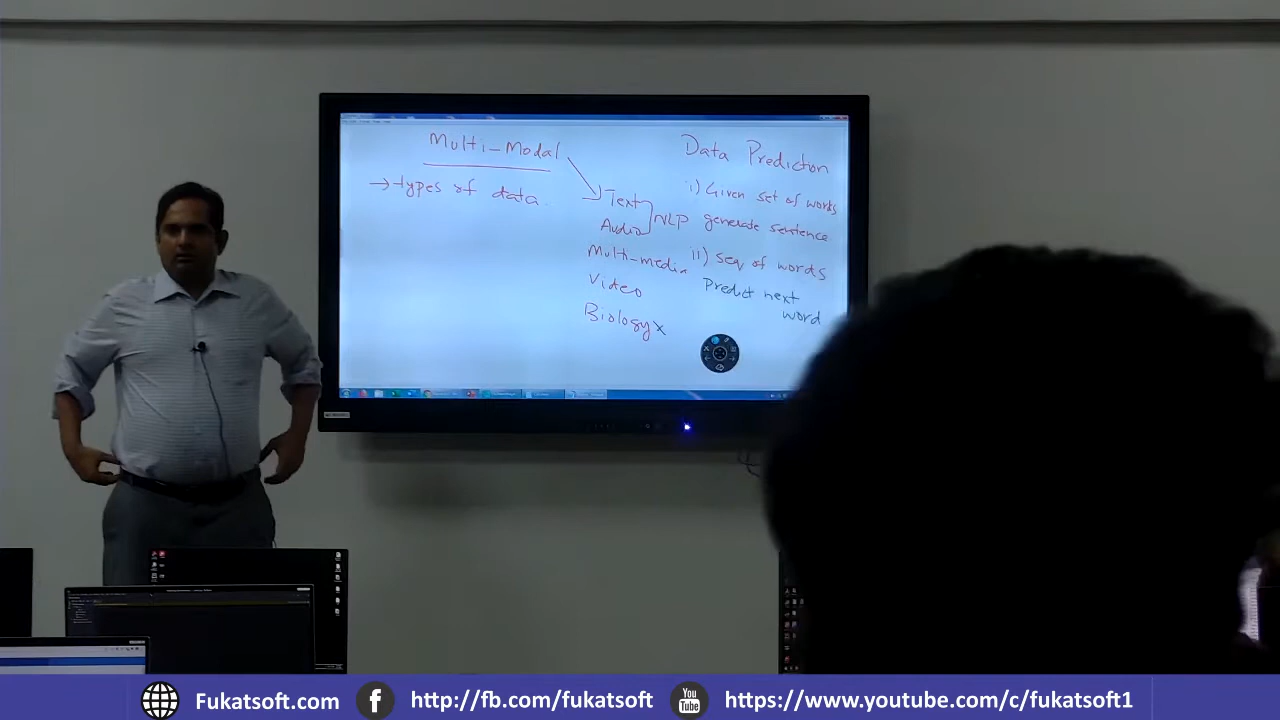 Multi-Modal
→ types of data.
Text
Audio
NLP
Multi-media
Video
Biology x
Data Prediction
i) Given set of words
generate sentence
ii) Seq of words
Predict next
word
Fukatsoft.com
http://fb.com/fukatsoft
You Tube
https://www.youtube.com/c/fukatsoft1